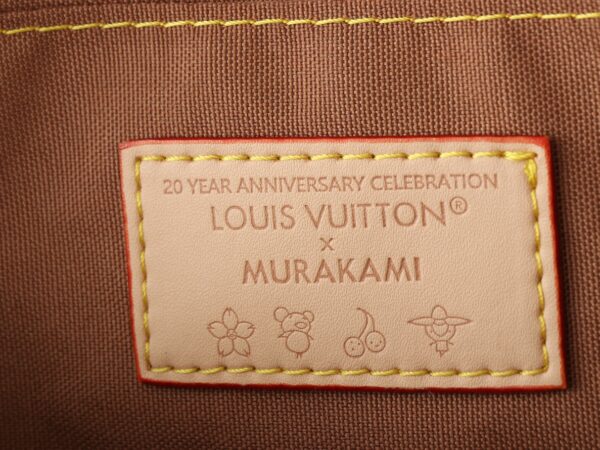 20 YEAR ANNIVERSARY CELEBRATION
LOUIS VUITTON®
x
MURAKAMI